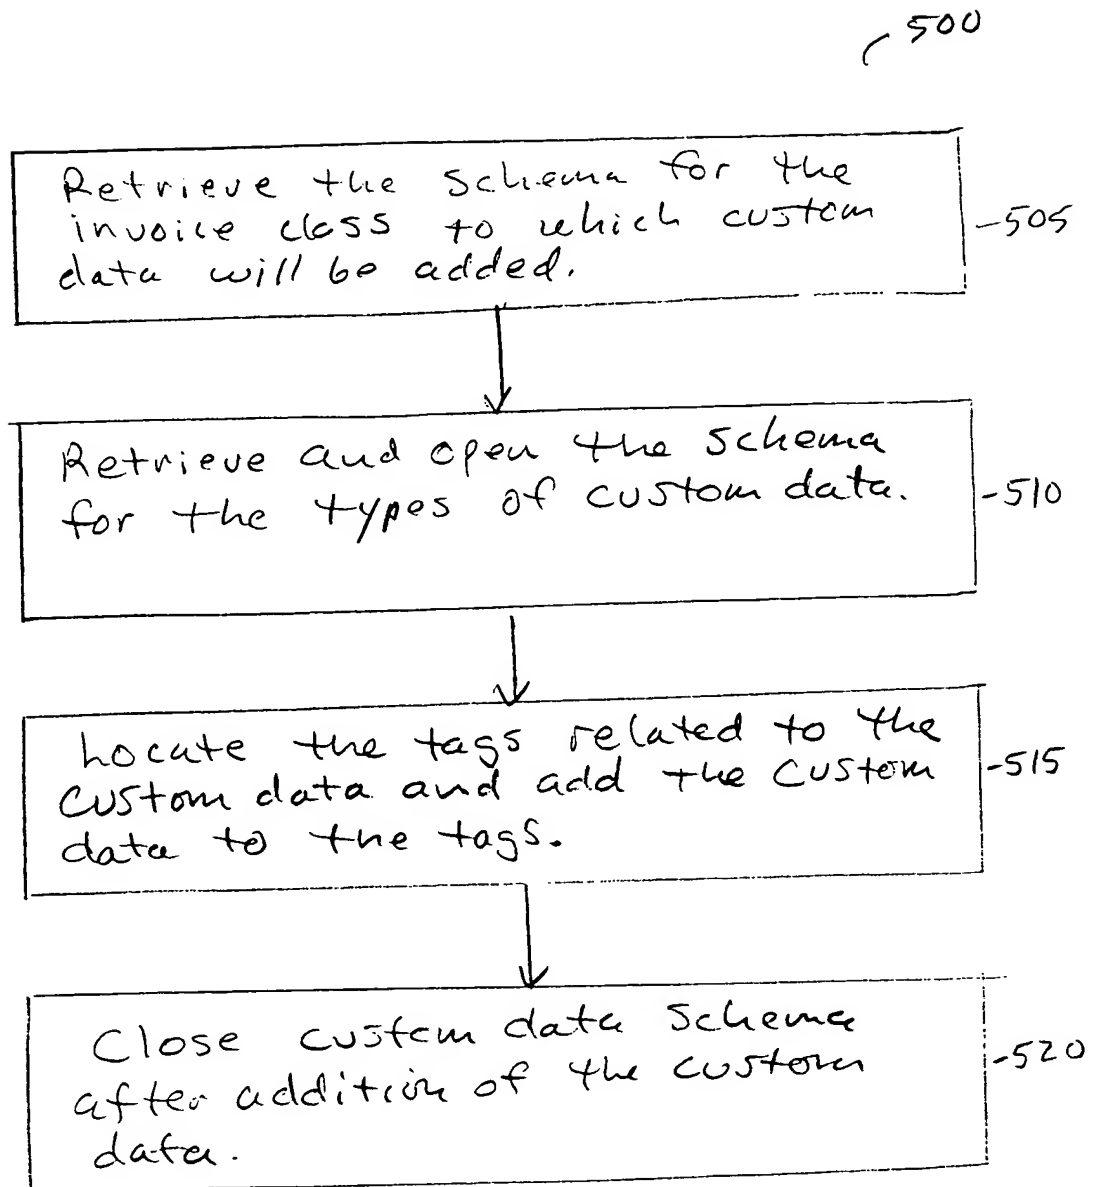 500
Retrieve the schema for the
invoice class to which custom
data will be added.
-505
Retrieve and open the schema
for the types of custom data.
-510
Locate the tags related to the
custom data and add the custom
data to the tags.
-515
Close custom data schema
after addition of the custom
data.
-520